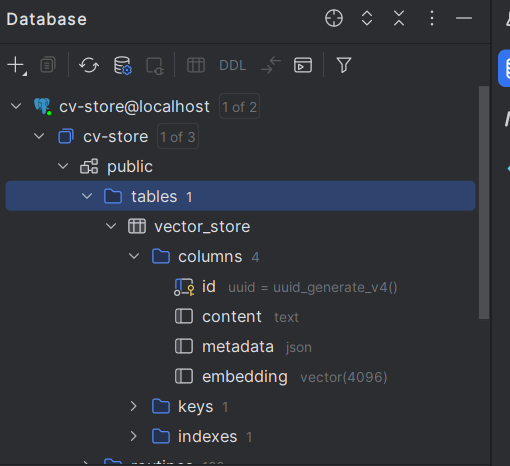 Database
DDL
cv-store@localhost 1 of 2
cv-store 1 of 3
public
tables 1
vector_store
columns 4
id uuid = uuid_generate_v4()
content text
metadata json
embedding vector(4096)
keys 1
indexes 1